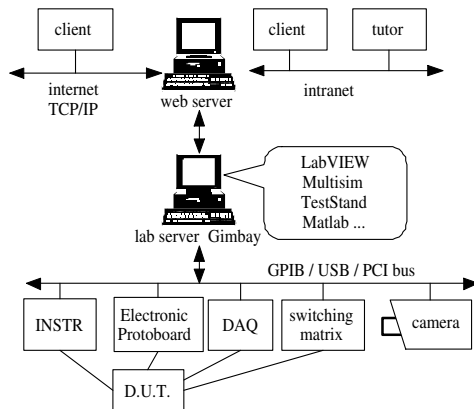 client
client
tutor
internet
TCP/IP
web server
intranet
LabVIEW
Multisim
TestStand
Matlab ...
lab server Gimbay
GPIB / USB / PCI bus
INSTR
Electronic
Protoboard
DAQ
switching
matrix
camera
D.U.T.